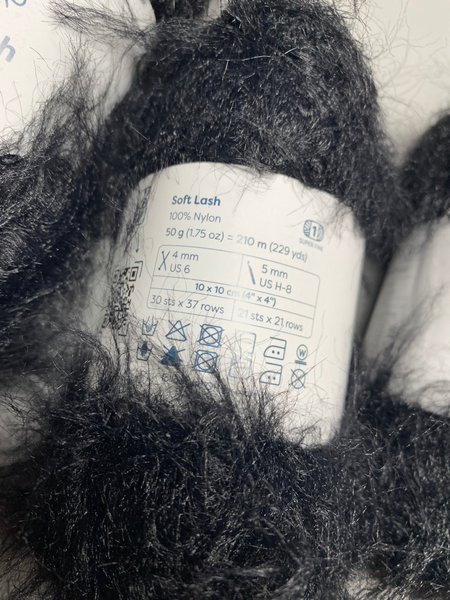 Soft Lash
100% Nylon
50 g (1.75 oz) = 210 m (229 yds)
1
SUPER FINE
4 mm
US 6
5 mm
US H-8
10 x 10 cm (4" x 4")
30 sts x 37 rows
21 sts x 21 rows
W